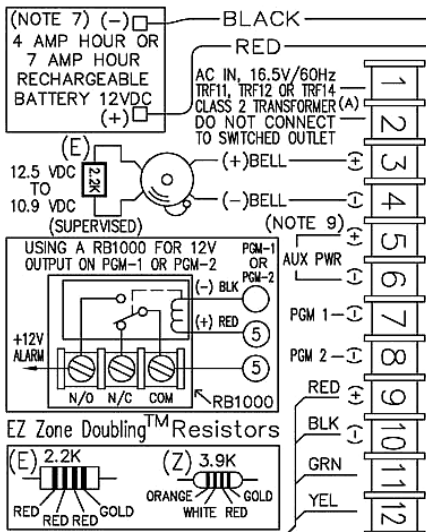 (NOTE 7) (-)
4 AMP HOUR OR
7 AMP HOUR
RECHARGEABLE
BATTERY 12VDC
(+)
BLACK
RED
AC IN, 16.5V/60Hz
TRF11, TRF12 OR TRF14
CLASS 2 TRANSFORMER (A)
DO NOT CONNECT
TO SWITCHED OUTLET
1
2
(E)
2.2K
12.5 VDC
TO
10.9 VDC
(SUPERVISED)
(+)BELL (+) 3
(-)BELL (-) 4
(NOTE 9)
AUX PWR
(+) 5
(-) 6
PGM 1 (-) 7
PGM 2 (-) 8
RED (+) 9
BLK (-) 10
GRN 11
YEL 12
USING A RB1000 FOR 12V
OUTPUT ON PGM-1 OR PGM-2
PGM-1
OR
PGM-2
(-) BLK
(+) RED
5
5
+12V
ALARM
N/O N/C COM
RB1000
EZ Zone Doubling™ Resistors
(E) 2.2K
RED RED RED GOLD
(Z) 3.9K
ORANGE WHITE RED GOLD